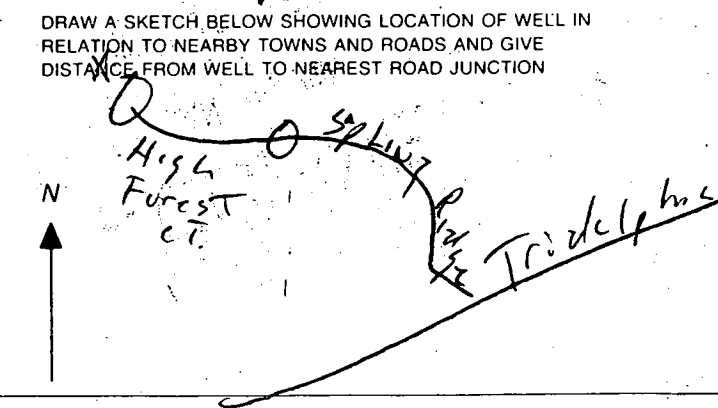 DRAW A SKETCH BELOW SHOWING LOCATION OF WELL IN
RELATION TO NEARBY TOWNS AND ROADS AND GIVE
DISTANCE FROM WELL TO NEAREST ROAD JUNCTION
X
High
Forest
CT.
N